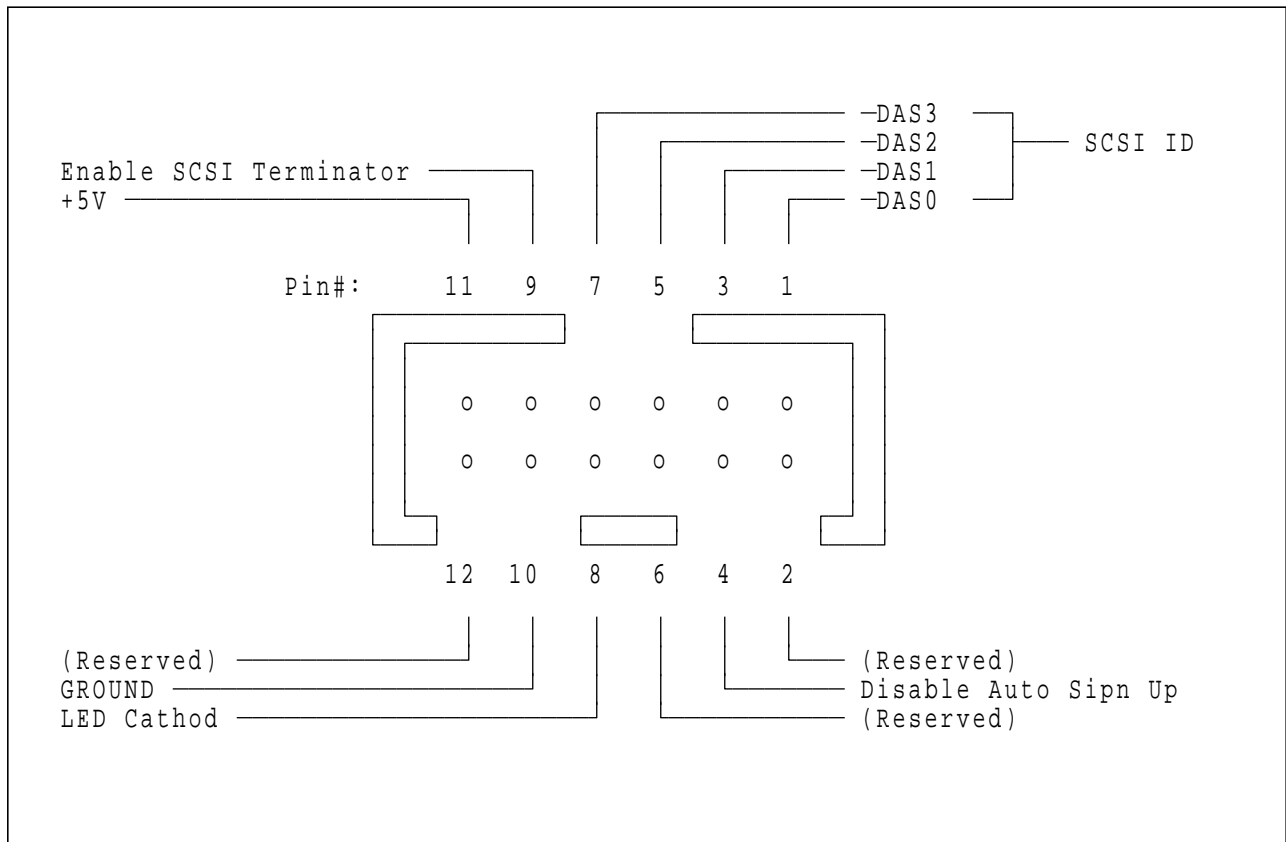 -DAS3
-DAS2 SCSI ID
Enable SCSI Terminator -DAS1
+5V -DAS0
Pin#: 11 9 7 5 3 1
12 10 8 6 4 2
(Reserved) (Reserved)
GROUND Disable Auto Sipn Up
LED Cathod (Reserved)